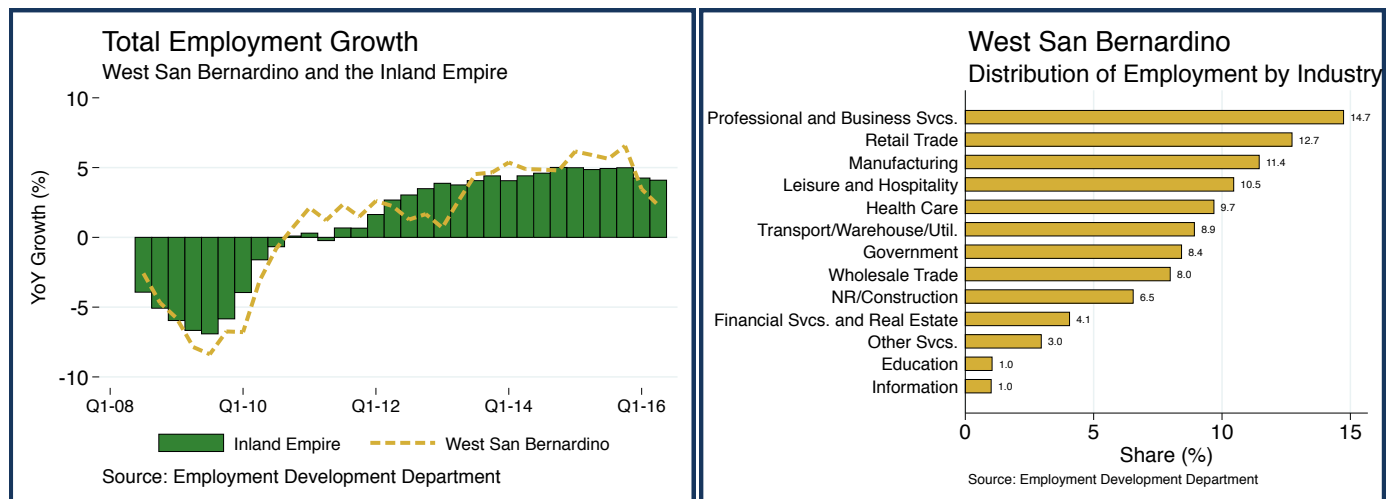 Total Employment Growth
West San Bernardino and the Inland Empire
YoY Growth (%)
10
5
0
-5
-10
Q1-08
Q1-10
Q1-12
Q1-14
Q1-16
Inland Empire
West San Bernardino
Source: Employment Development Department
West San Bernardino
Distribution of Employment by Industry
Professional and Business Svcs. 14.7
Retail Trade 12.7
Manufacturing 11.4
Leisure and Hospitality 10.5
Health Care 9.7
Transport/Warehouse/Util. 8.9
Government 8.4
Wholesale Trade 8.0
NR/Construction 6.5
Financial Svcs. and Real Estate 4.1
Other Svcs. 3.0
Education 1.0
Information 1.0
0 5 10 15
Share (%)
Source: Employment Development Department